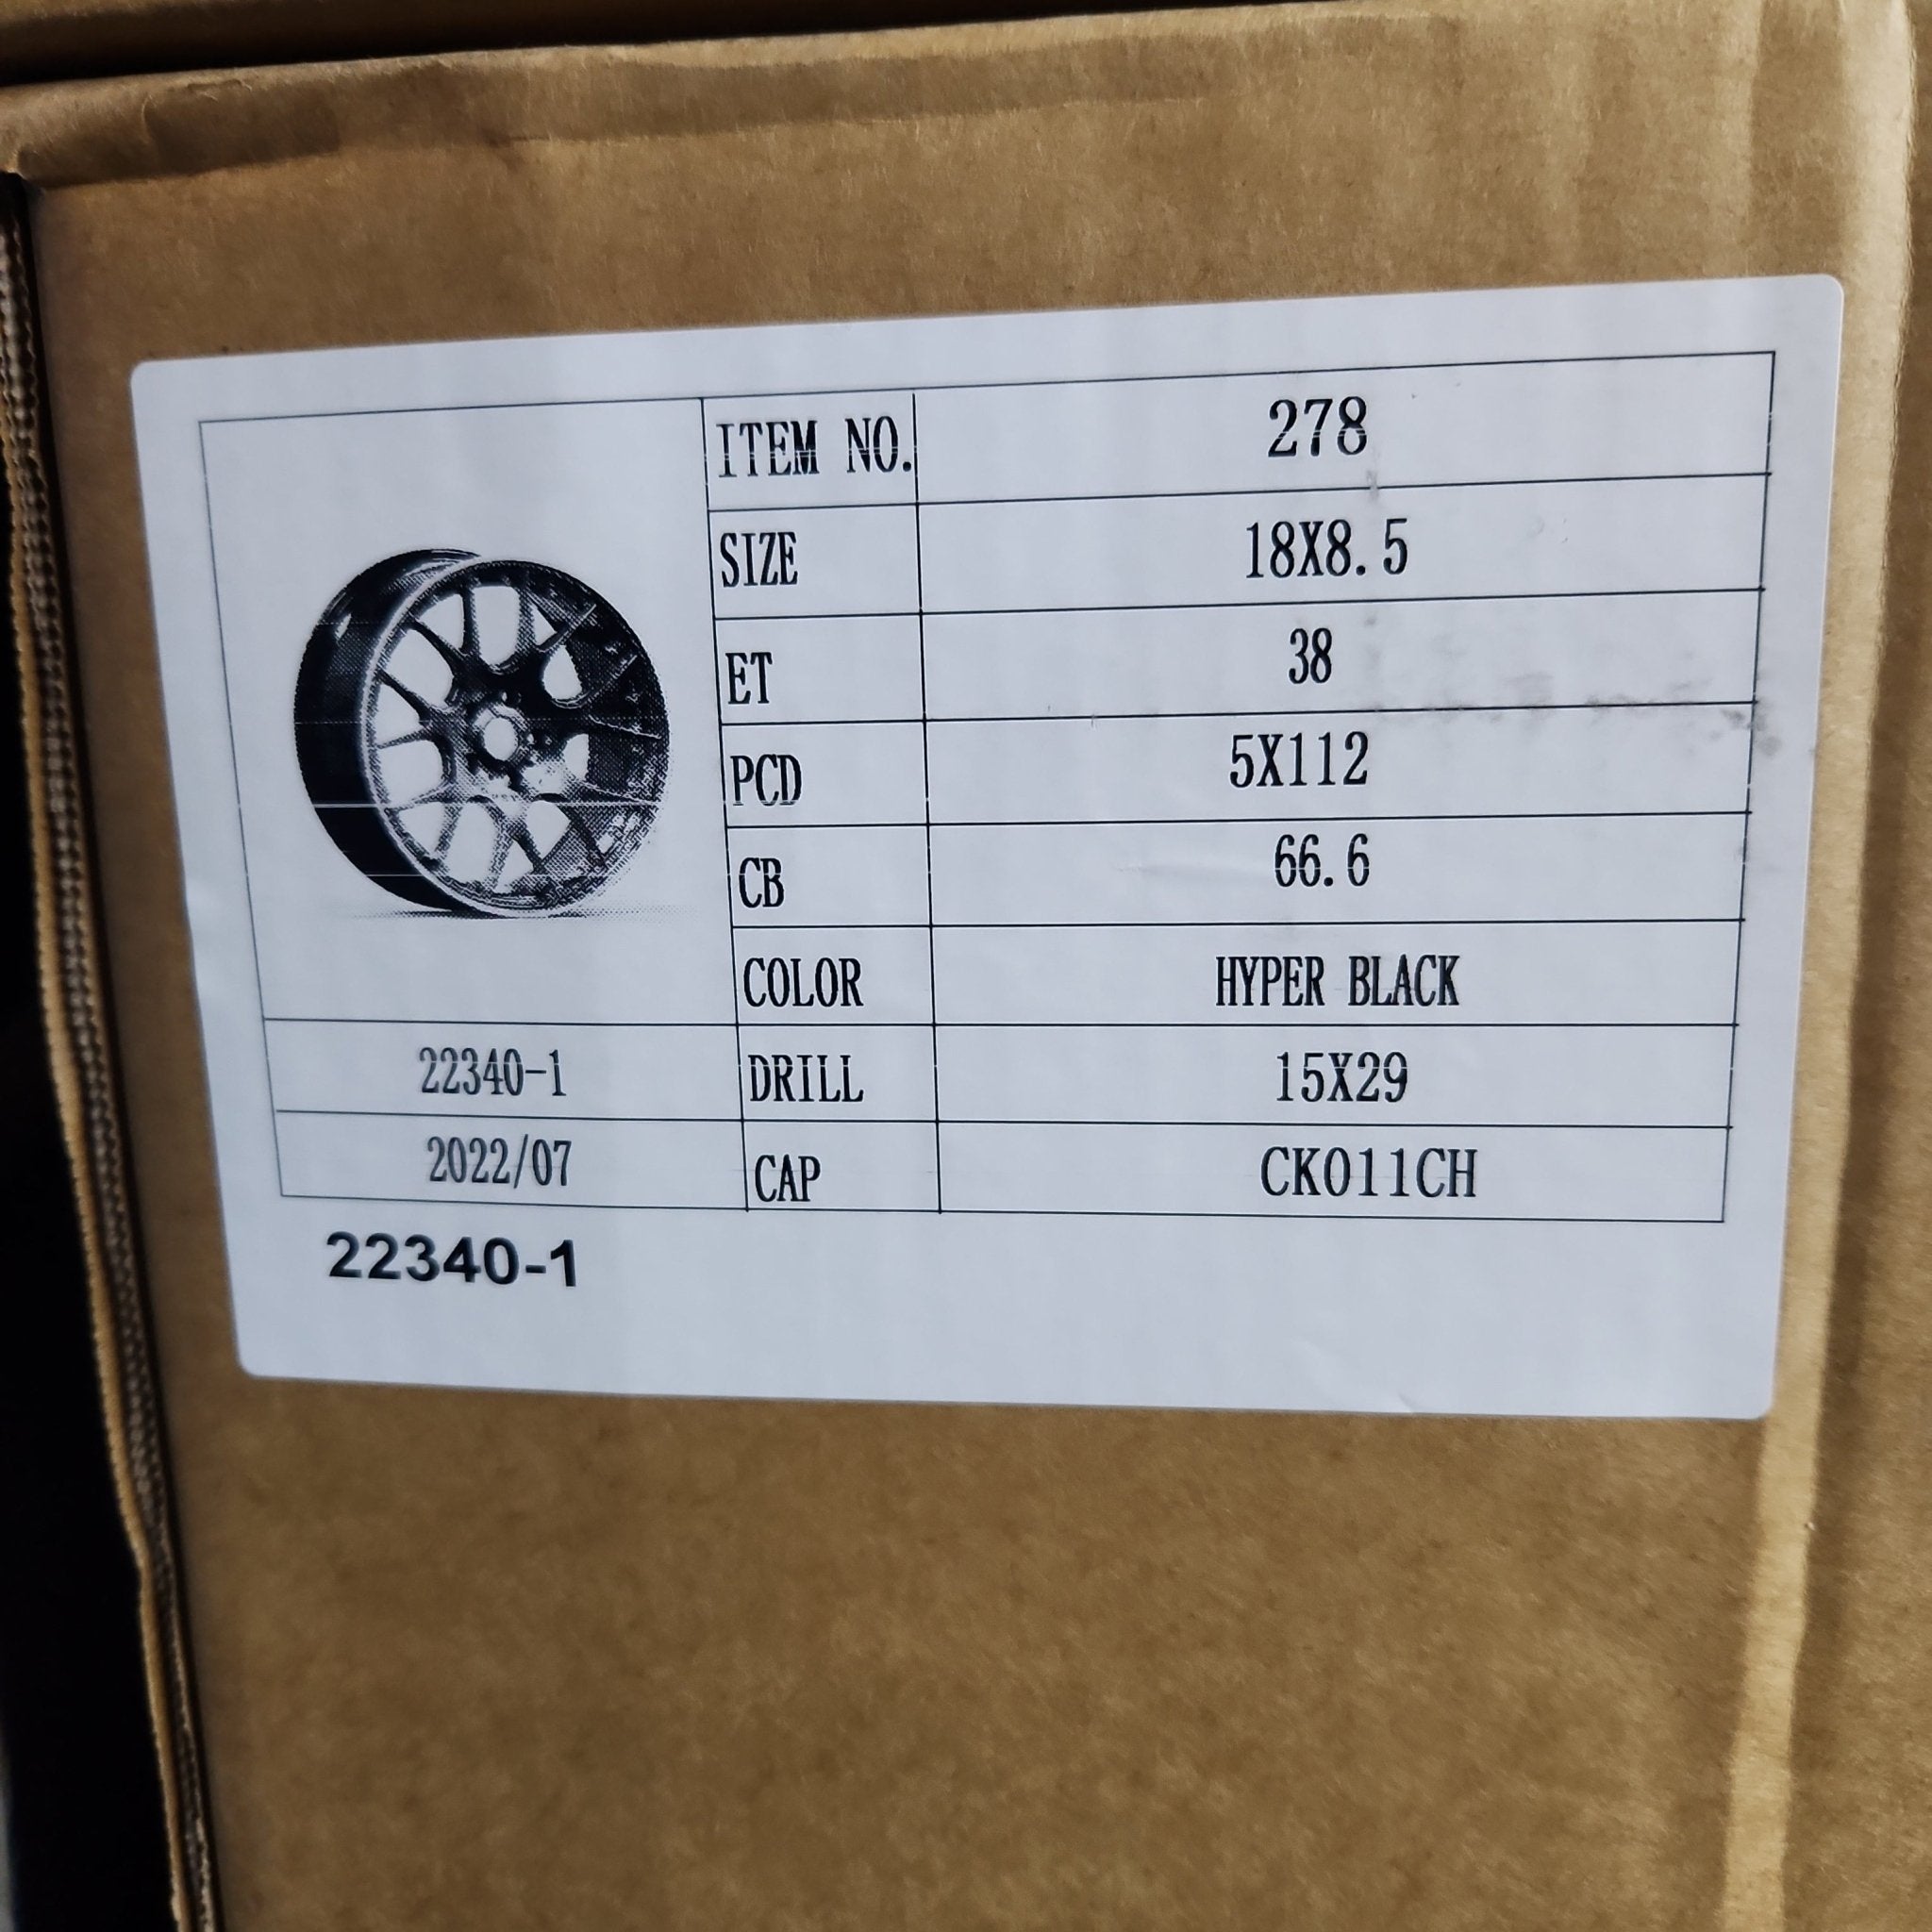 ITEM NO. 278
SIZE 18X8.5
ET 38
PCD 5X112
CB 66.6
COLOR HYPER BLACK
22340-1 DRILL 15X29
2022/07 CAP CK011CH
22340-1